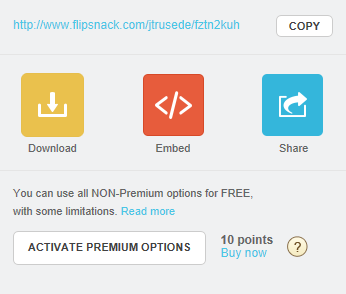 http://www.flipsnack.com/jtrusede/fztn2kuh COPY
Download Embed Share
You can use all NON-Premium options for FREE,
with some limitations. Read more
ACTIVATE PREMIUM OPTIONS 10 points ?
Buy now